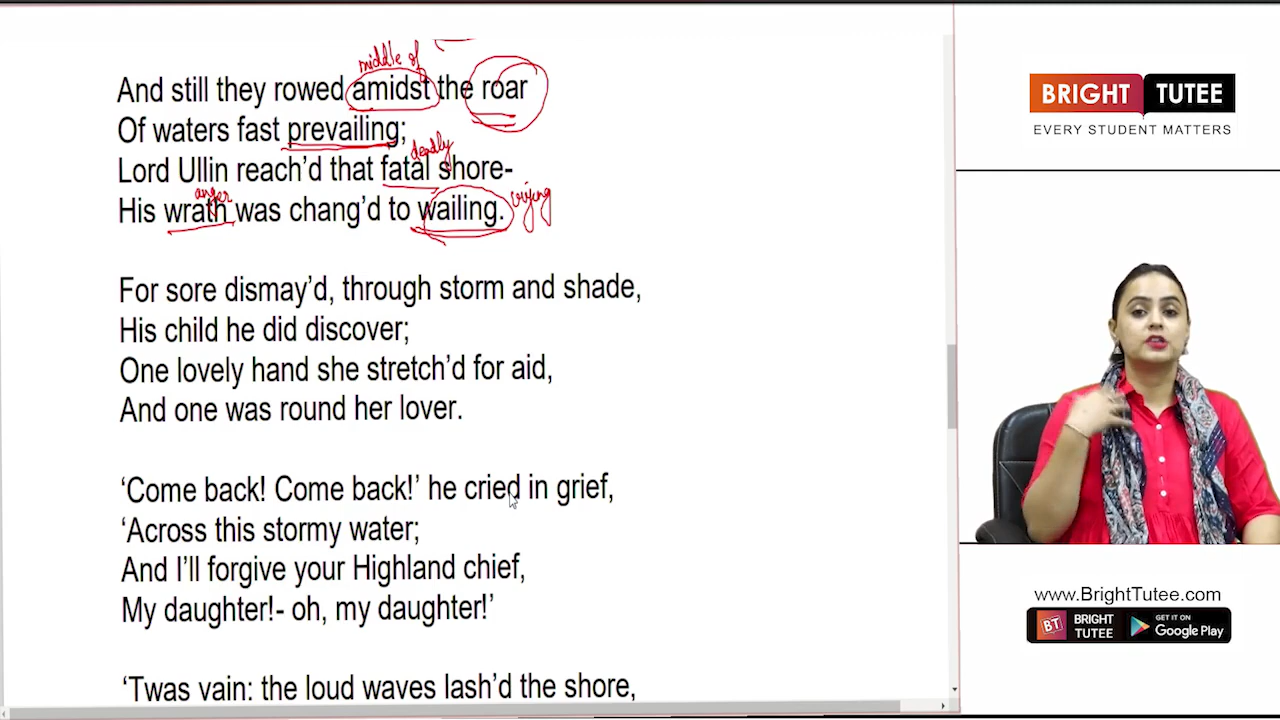 middle of
And still they rowed amidst the roar
Of waters fast prevailing;
deadly
Lord Ullin reach’d that fatal shore-
anger
His wrath was chang’d to wailing. crying
For sore dismay’d, through storm and shade,
His child he did discover;
One lovely hand she stretch’d for aid,
And one was round her lover.
‘Come back! Come back!’ he cried in grief,
‘Across this stormy water;
And I’ll forgive your Highland chief,
My daughter!- oh, my daughter!’
‘Twas vain: the loud waves lash’d the shore,
BRIGHT TUTEE
EVERY STUDENT MATTERS
www.BrightTutee.com
BT BRIGHT TUTEE
GET IT ON Google Play